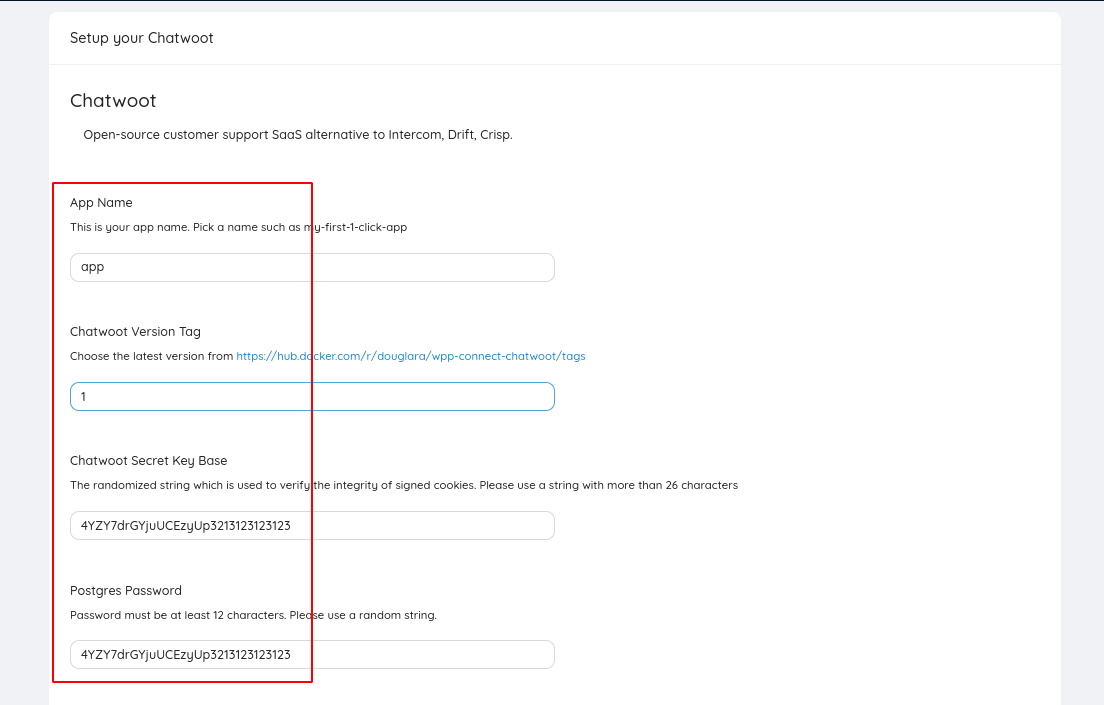 Setup your Chatwoot
Chatwoot
Open-source customer support SaaS alternative to Intercom, Drift, Crisp.
App Name
This is your app name. Pick a name such as my-first-1-click-app
app
Chatwoot Version Tag
Choose the latest version from https://hub.docker.com/r/douglara/wpp-connect-chatwoot/tags
1
Chatwoot Secret Key Base
The randomized string which is used to verify the integrity of signed cookies. Please use a string with more than 26 characters
4YZY7drGYjuUCEzyUp3213123123123
Postgres Password
Password must be at least 12 characters. Please use a random string.
4YZY7drGYjuUCEzyUp3213123123123